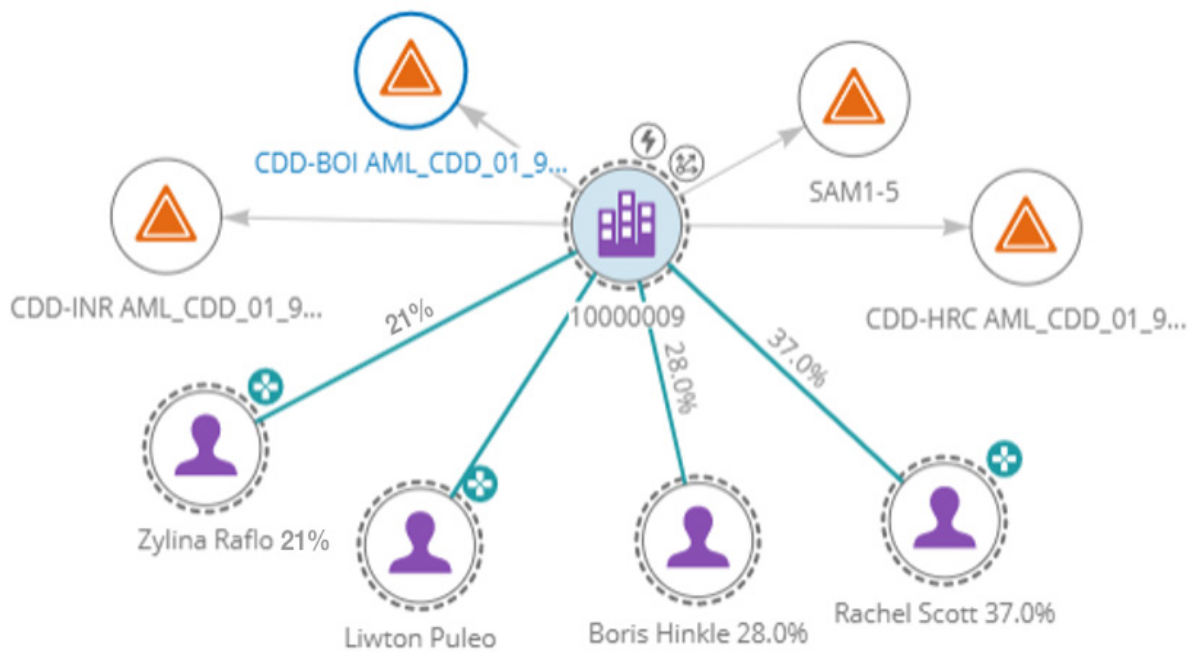 CDD-BOI AML_CDD_01_9...
SAM1-5
CDD-INR AML_CDD_01_9...
10000009
CDD-HRC AML_CDD_01_9...
21%
28.0%
37.0%
Zylina Raflo 21%
Liwton Puleo
Boris Hinkle 28.0%
Rachel Scott 37.0%